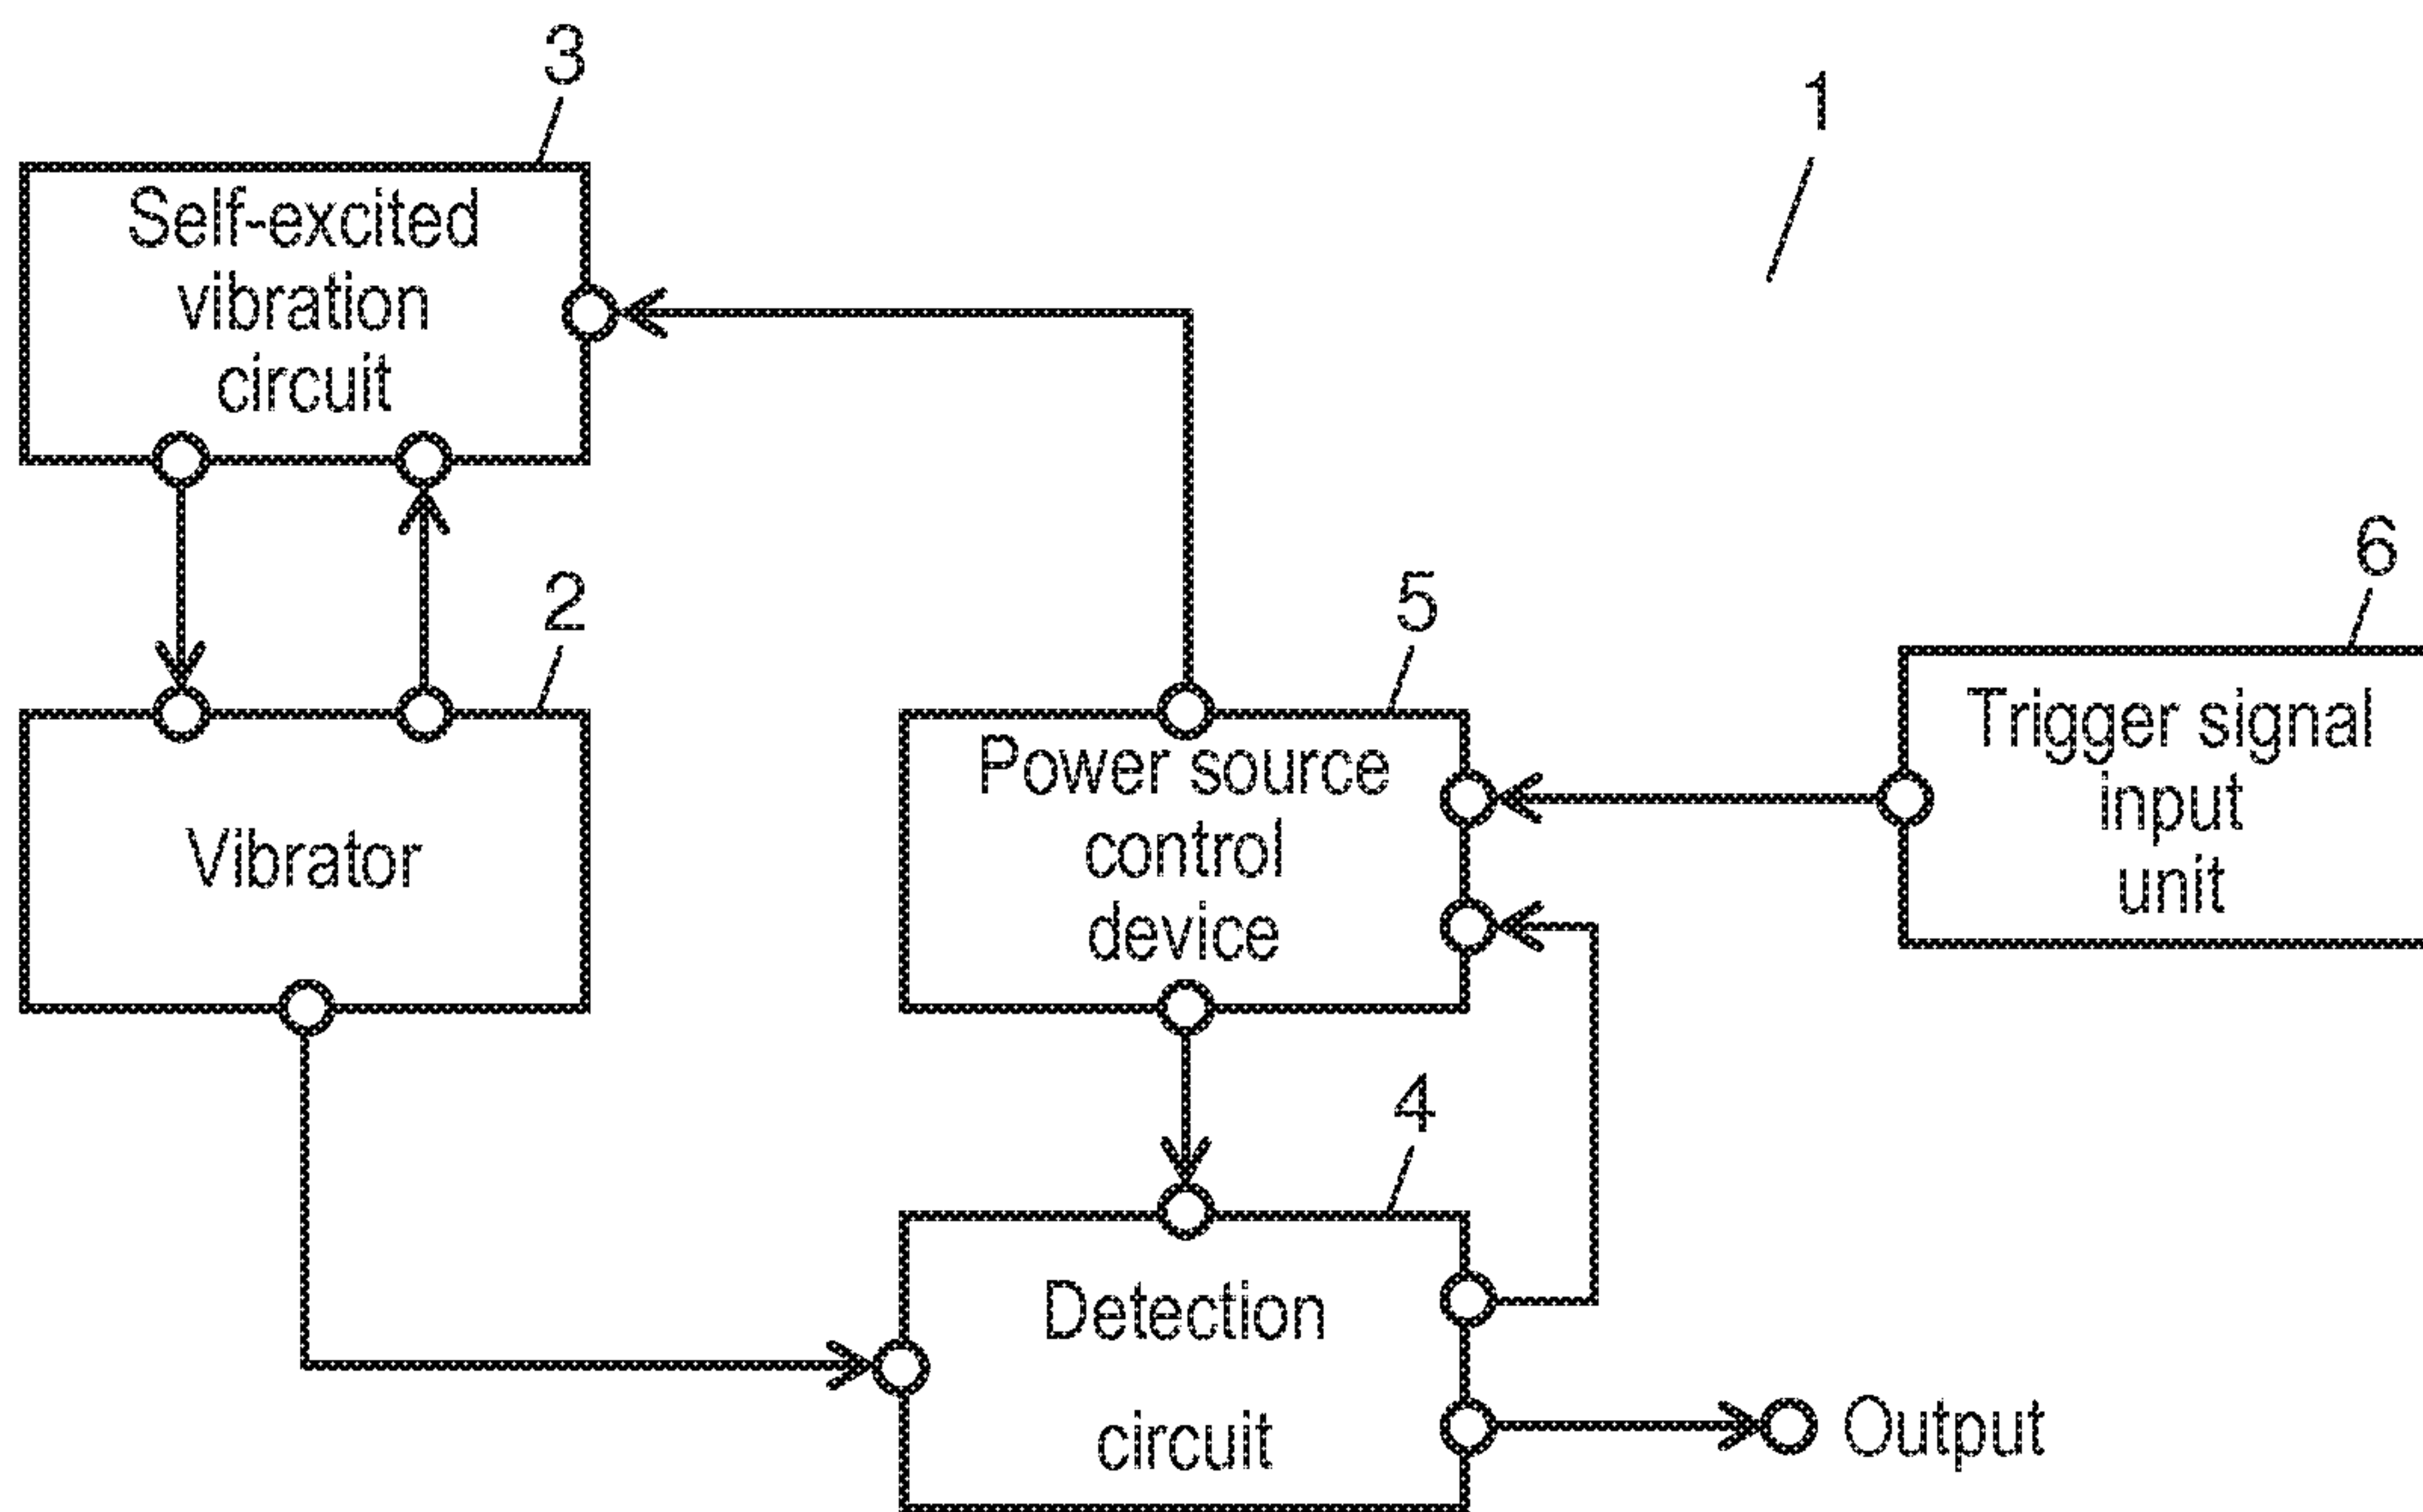 3
1
Self-excited
vibration
circuit
2
5
6
Vibrator
Power source
control
device
Trigger signal
input
unit
4
Detection
circuit
Output